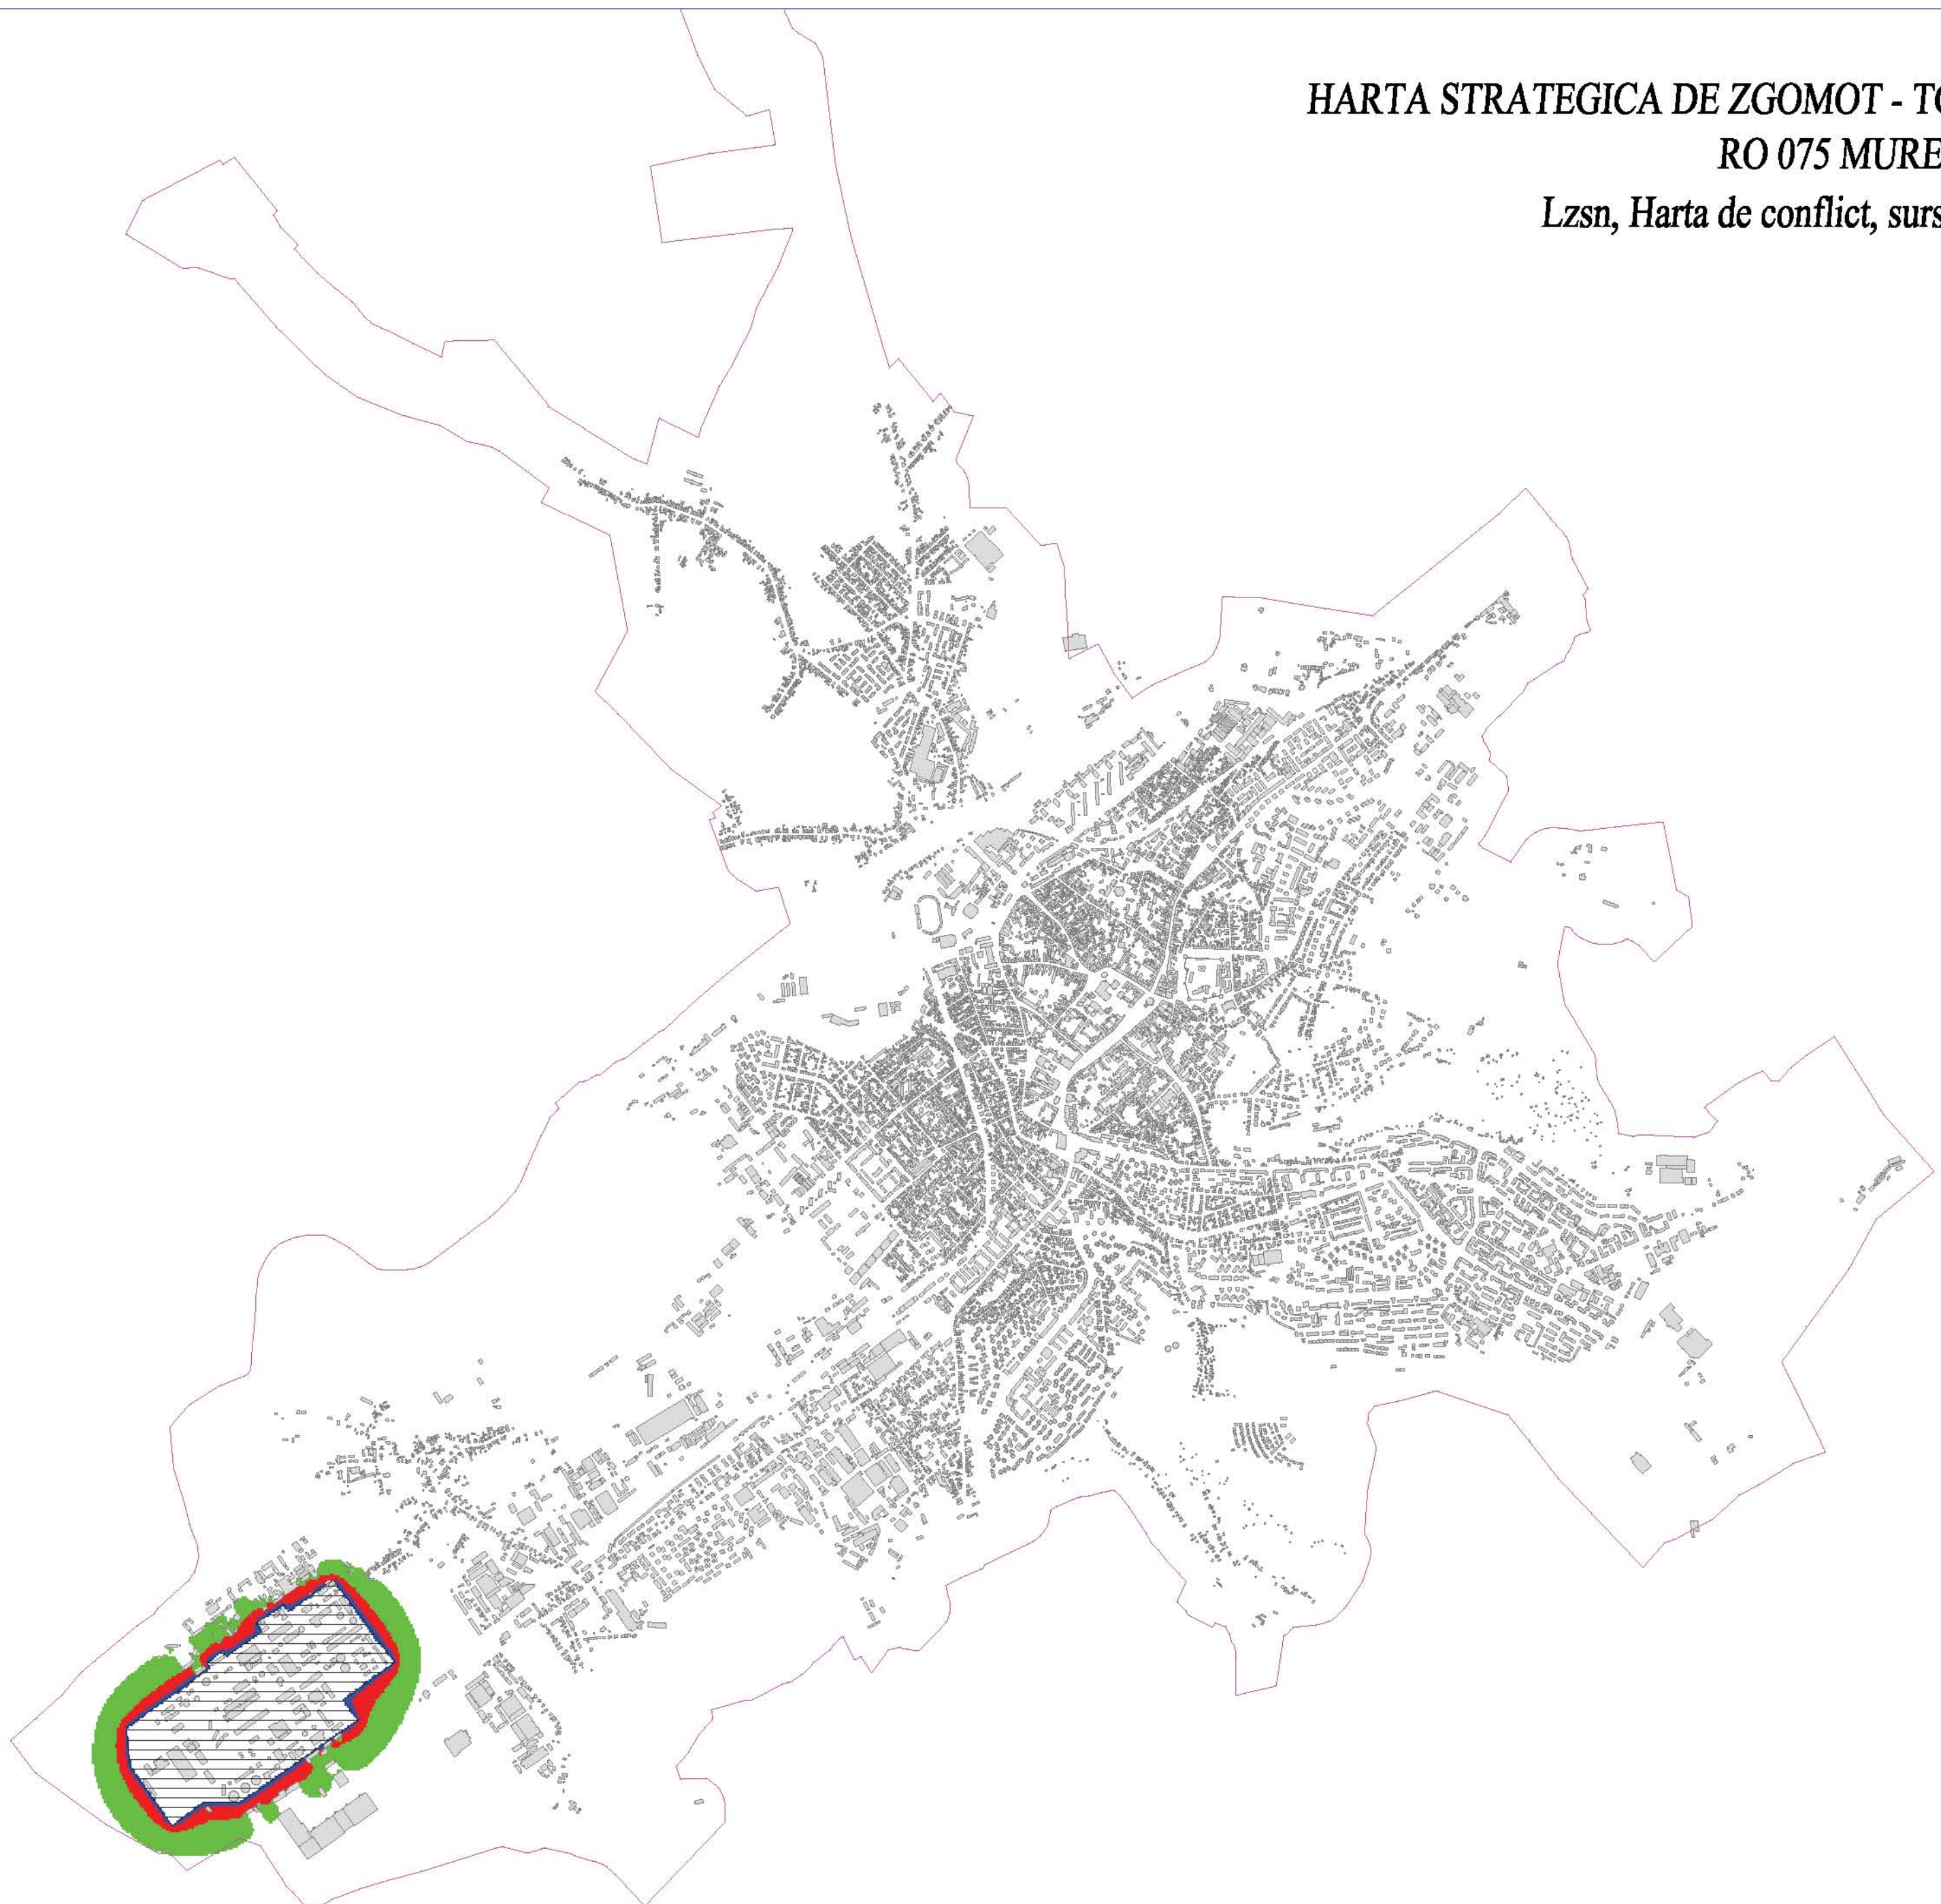 HARTA STRATEGICA DE ZGOMOT - 
RO 075 MURE
Lzsn, Harta de conflict, surs